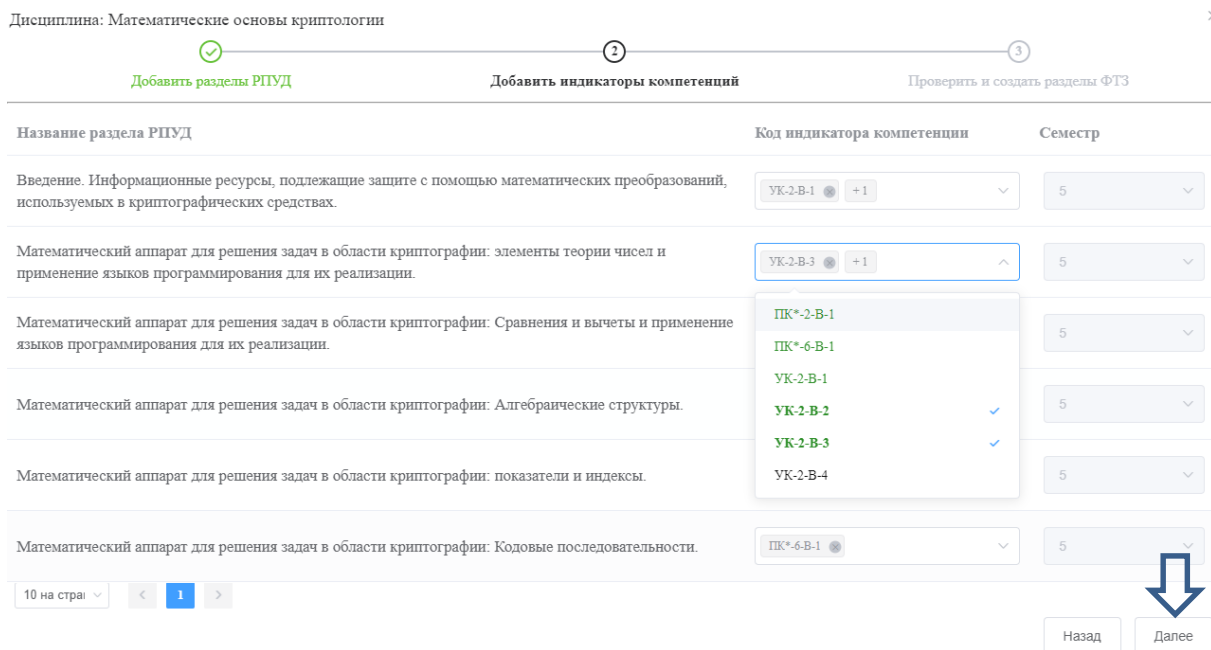 Дисциплина: Математические основы криптологии
2
3
Добавить разделы РПУД
Добавить индикаторы компетенций
Проверить и создать разделы ФТЗ
Название раздела РПУД
Код индикатора компетенции
Семестр
Введение. Информационные ресурсы, подлежащие защите с помощью математических преобразований,
используемых в криптографических средствах.
УК-2-В-1
+ 1
5
Математический аппарат для решения задач в области криптографии: элементы теории чисел и
применение языков программирования для их реализации.
УК-2-В-3
+ 1
5
Математический аппарат для решения задач в области криптографии: Сравнения и вычеты и применение
языков программирования для их реализации.
5
Математический аппарат для решения задач в области криптографии: Алгебраические структуры.
5
Математический аппарат для решения задач в области криптографии: показатели и индексы.
5
ПК*-2-В-1
ПК*-6-В-1
УК-2-В-1
УК-2-В-2
УК-2-В-3
УК-2-В-4
Математический аппарат для решения задач в области криптографии: Кодовые последовательности.
ПК*-6-В-1
5
10 на стра
1
Назад
Далее